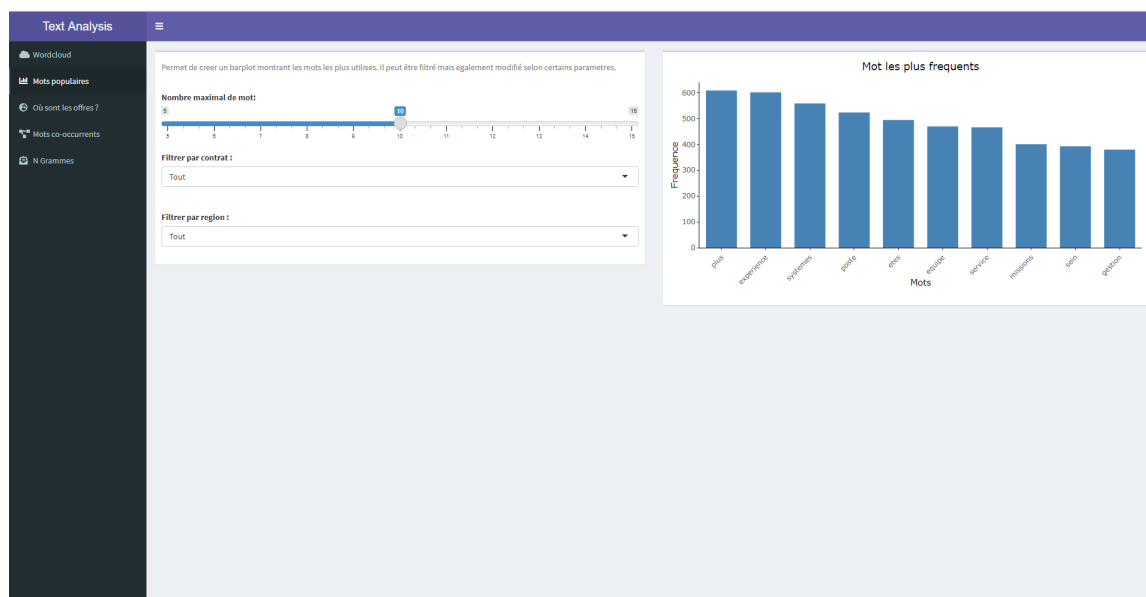 Text Analysis
Wordcloud
Mots populaires
Où sont les offres ?
Mots co-occurrents
N Grammes
Permet de creer un barplot montrant les mots les plus utilises. Il peut être filtré mais egalement modifié selon certains parametres.
Nombre maximal de mot:
5 10 15
5 6 7 8 9 10 11 12 13 14 15
Filtrer par contrat :
Tout
Filtrer par region :
Tout
Mot les plus frequents
Frequence
600
500
400
300
200
100
0
plus experience systemes poste etes equipe service missions sein gestion
Mots